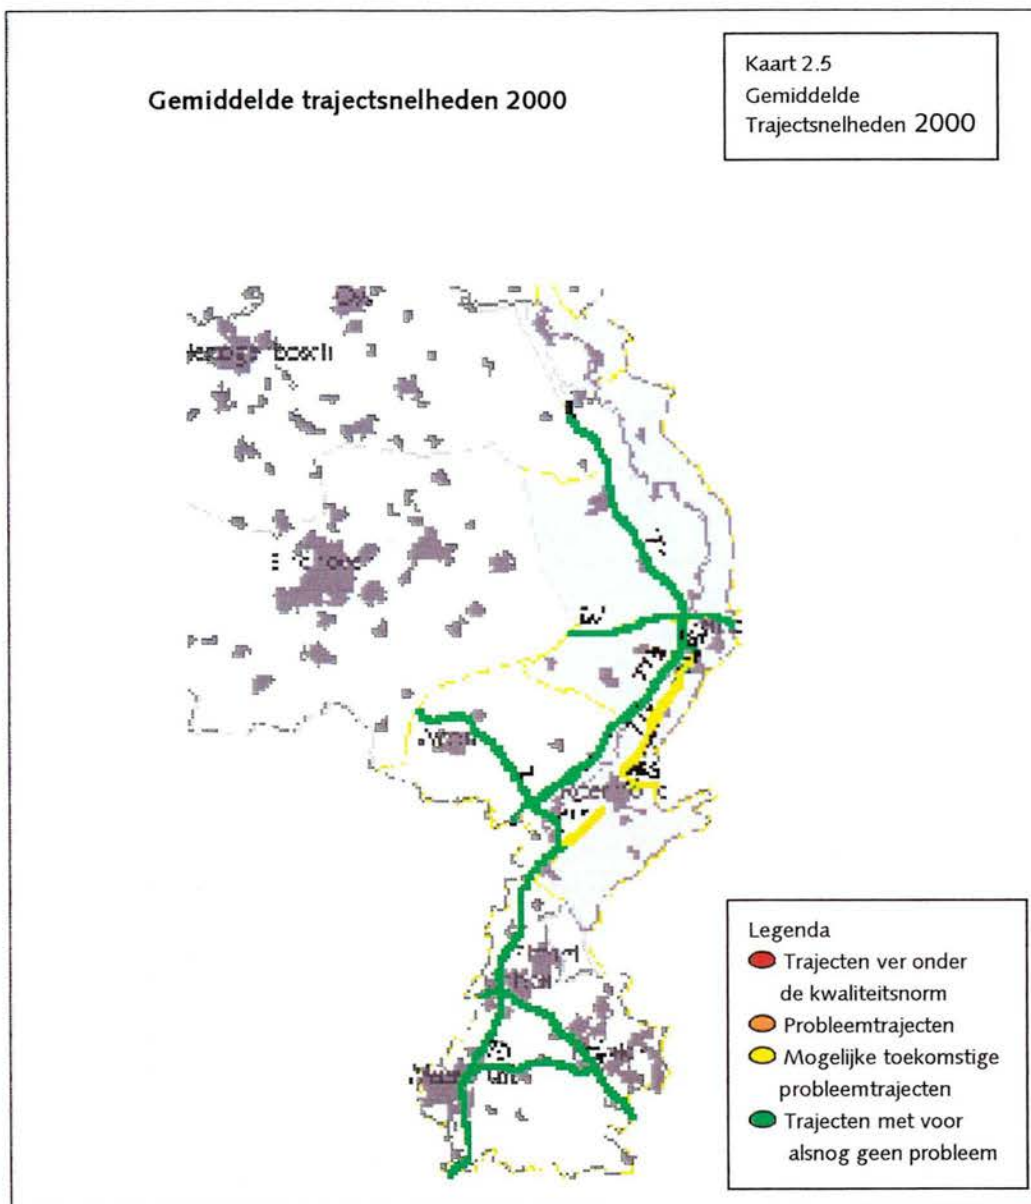 Kaart 2.5
Gemiddelde
Trajectsnelheden 2000
Gemiddelde trajectsnelheden 2000
bosch
Legenda
Trajecten ver onder
de kwaliteitsnorm
Probleemtrajecten
Mogelijke toekomstige
probleemtrajecten
Trajecten met voor
alsnog geen probleem